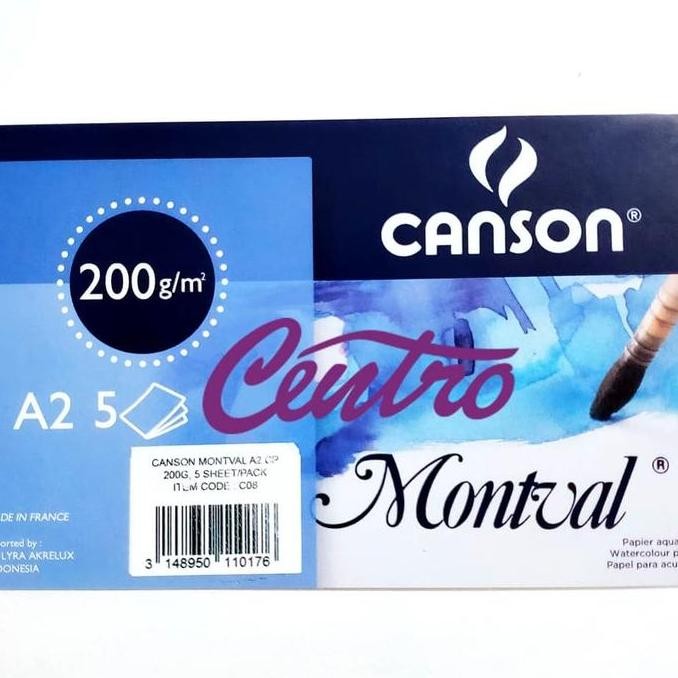 CANSON®
200g/m²
Centro
A2 5
CANSON MONTVAL A2 CP
200G, 5 SHEET/PACK
ITEM CODE : C08
3 148950 110176
Montval®
DE IN FRANCE
orted by :
LYRA AKRELUX
ONESIA
Papier aqua
Watercolour p
Papel para acu